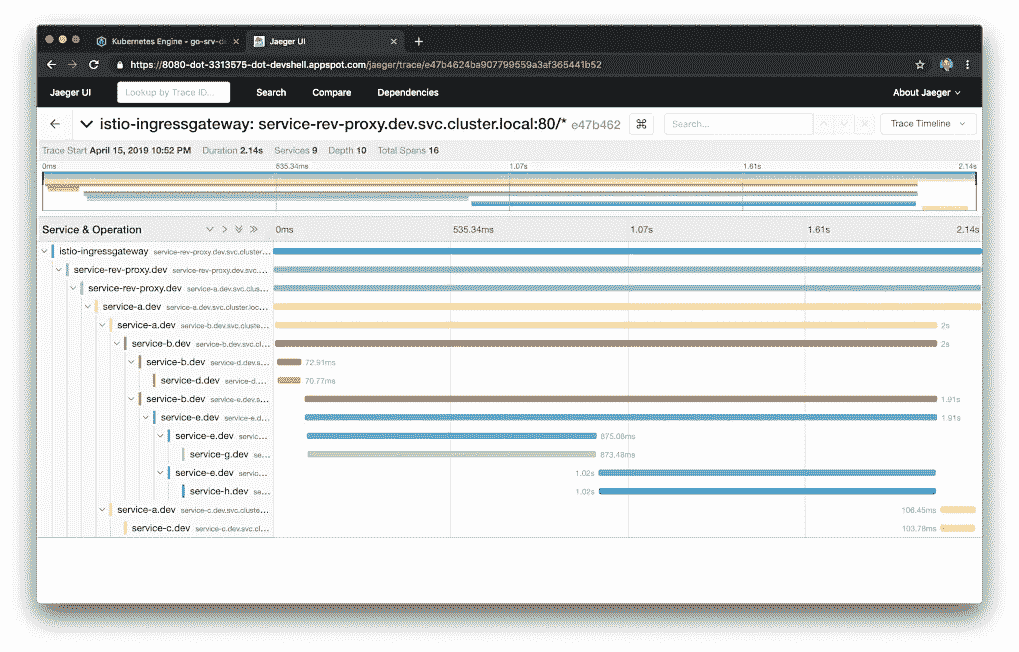 Kubernetes Engine - go-srv-d
Jaeger UI
https://8080-dot-3313575-dot-devshell.appspot.com/jaeger/trace/e47b4624ba907799559a3af365441b52
Jaeger UI Lookup by Trace ID... Search Compare Dependencies About Jaeger
istio-ingressgateway: service-rev-proxy.dev.svc.cluster.local:80/* e47b462 ⌘ Search... Trace Timeline
Trace Start April 15, 2019 10:52 PM Duration 2.14s Services 9 Depth 10 Total Spans 16
0ms 535.34ms 1.07s 1.61s 2.14s
Service & Operation 0ms 535.34ms 1.07s 1.61s 2.14s
istio-ingressgateway service-rev-proxy.dev.svc.cluster...
service-rev-proxy.dev service-rev-proxy.dev.svc....
service-rev-proxy.dev service-a.dev.svc.clus...
service-a.dev service-a.dev.svc.cluster.loc...
service-a.dev service-b.dev.svc.cluste... 2s
service-b.dev service-b.dev.svc.cl... 2s
service-b.dev service-d.dev.s... 72.91ms
service-d.dev service-d.... 70.77ms
service-b.dev service-e.dev.s... 1.91s
service-e.dev service-e.d... 1.91s
service-e.dev servic... 875.08ms
service-g.dev se... 873.48ms
service-e.dev servic... 1.02s
service-h.dev se... 1.02s
service-a.dev service-c.dev.svc.cluste... 106.45ms
service-c.dev service-c.dev.svc.cl... 103.78ms